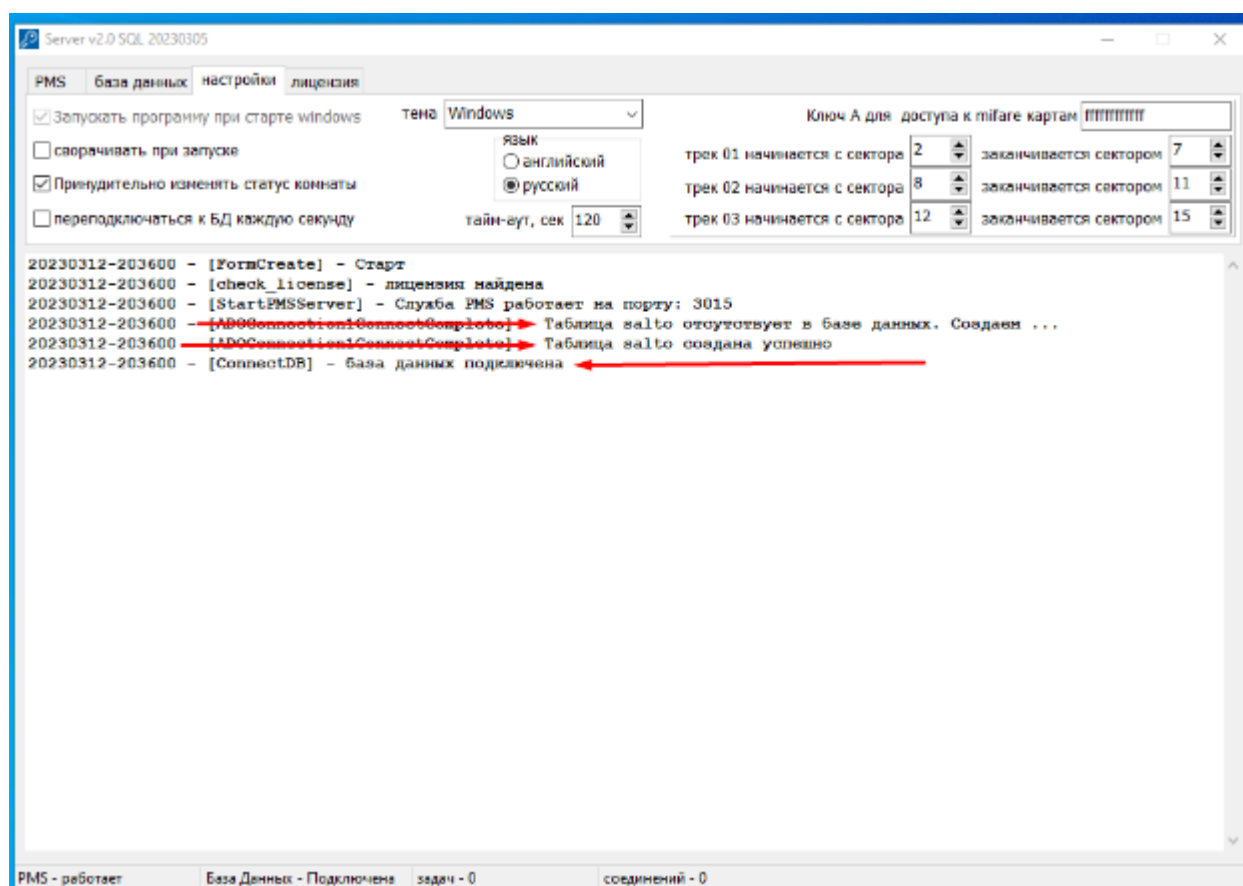 Server v2.0 SQL 20230305
PMS база данных настройки лицензия
Запускать программу при старте windows
тема Windows
Ключ А для доступа к mifare картам ffffffffffff
сворачивать при запуске
язык
английский
трек 01 начинается с сектора 2 заканчивается сектором 7
Принудительно изменять статус комнаты
русский
трек 02 начинается с сектора 8 заканчивается сектором 11
переподключаться к БД каждую секунду
тайм-аут, сек 120
трек 03 начинается с сектора 12 заканчивается сектором 15
20230312-203600 - [FormCreate] - Старт
20230312-203600 - [check_license] - лицензия найдена
20230312-203600 - [StartPMSServer] - Служба PMS работает на порту: 3015
20230312-203600 - [ADOConnection1ConnectComplete] - Таблица salto отсутствует в базе данных. Создаем ...
20230312-203600 - [ADOConnection1ConnectComplete] - Таблица salto создана успешно
20230312-203600 - [ConnectDB] - база данных подключена
PMS - работает База Данных - Подключена задач - 0 соединений - 0